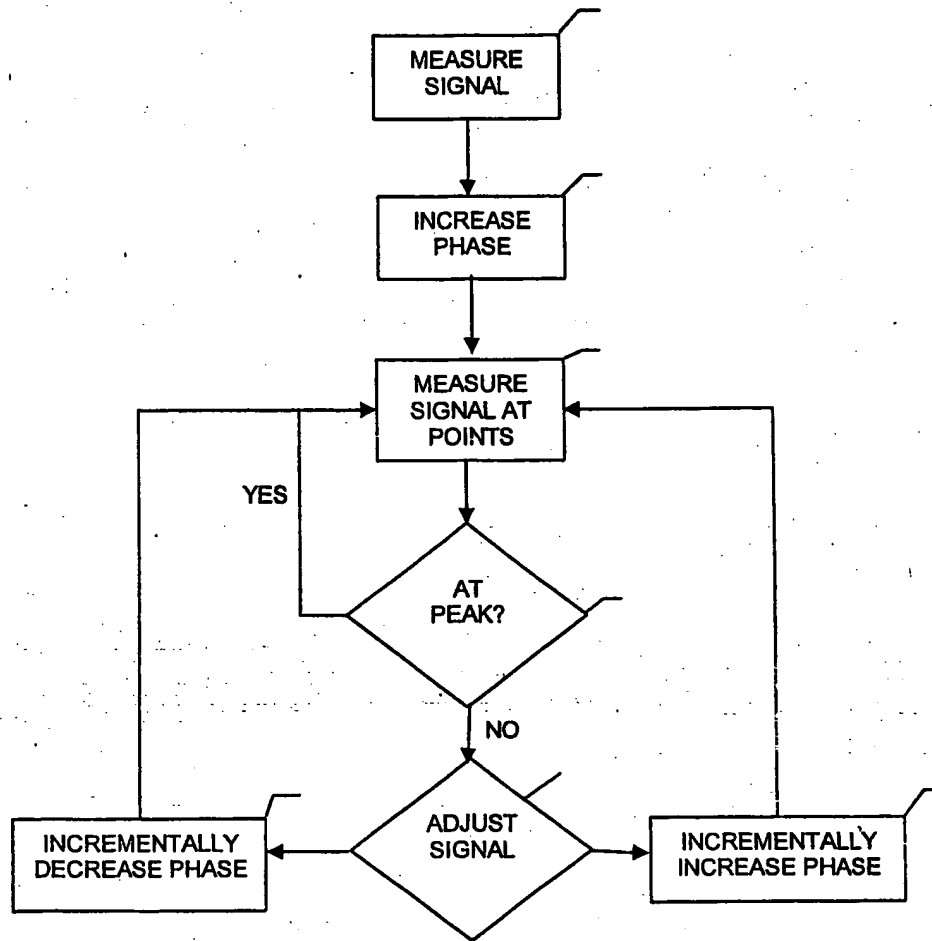 MEASURE
SIGNAL
INCREASE
PHASE
MEASURE
SIGNAL AT
POINTS
YES
AT
PEAK?
NO
ADJUST
SIGNAL
INCREMENTALLY
DECREASE PHASE
INCREMENTALLY
INCREASE PHASE